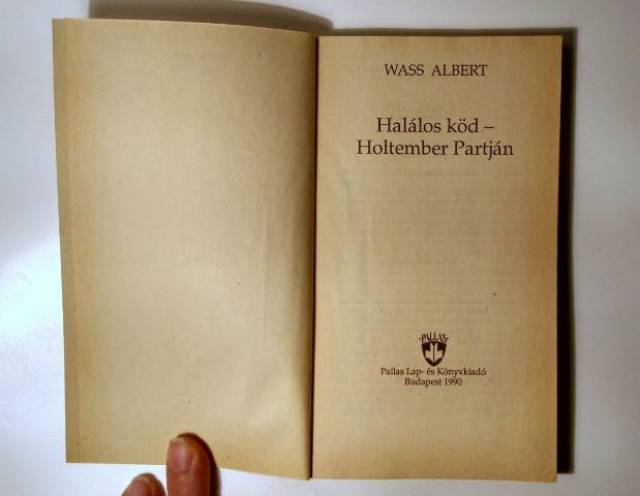 WASS ALBERT
Halálos köd –
Holtember Partján
PALLAS
Pallas Lap- és Könyvkiadó
Budapest 1990